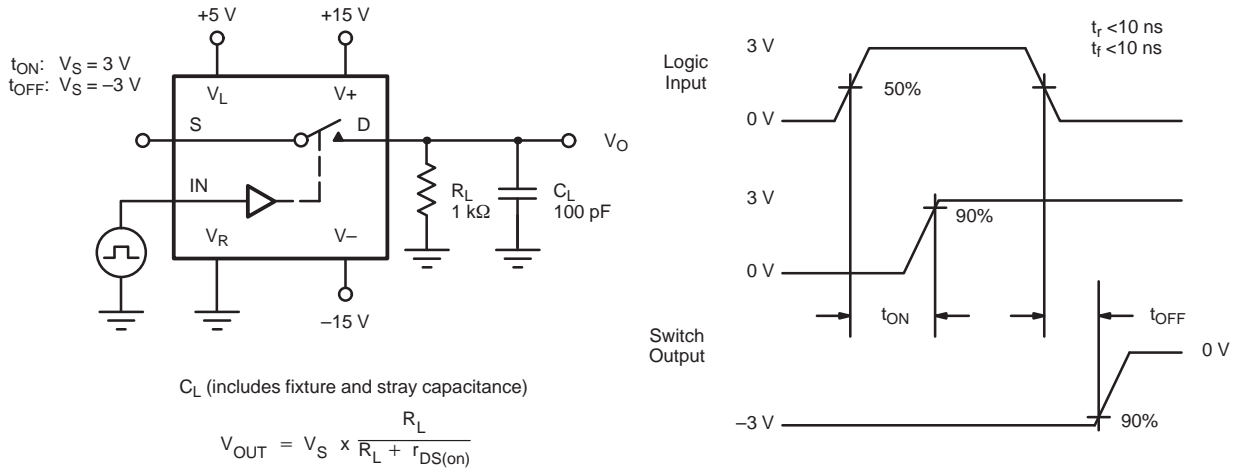 +5 V
+15 V
tON: VS = 3 V
tOFF: VS = –3 V
VL
V+
S
D
VO
IN
RL
1 kΩ
CL
100 pF
VR
V–
–15 V
CL (includes fixture and stray capacitance)
VOUT = VS x RL
RL + rDS(on)
tr <10 ns
tf <10 ns
Logic
Input
3 V
50%
0 V
3 V
90%
0 V
tON
tOFF
Switch
Output
0 V
–3 V
90%